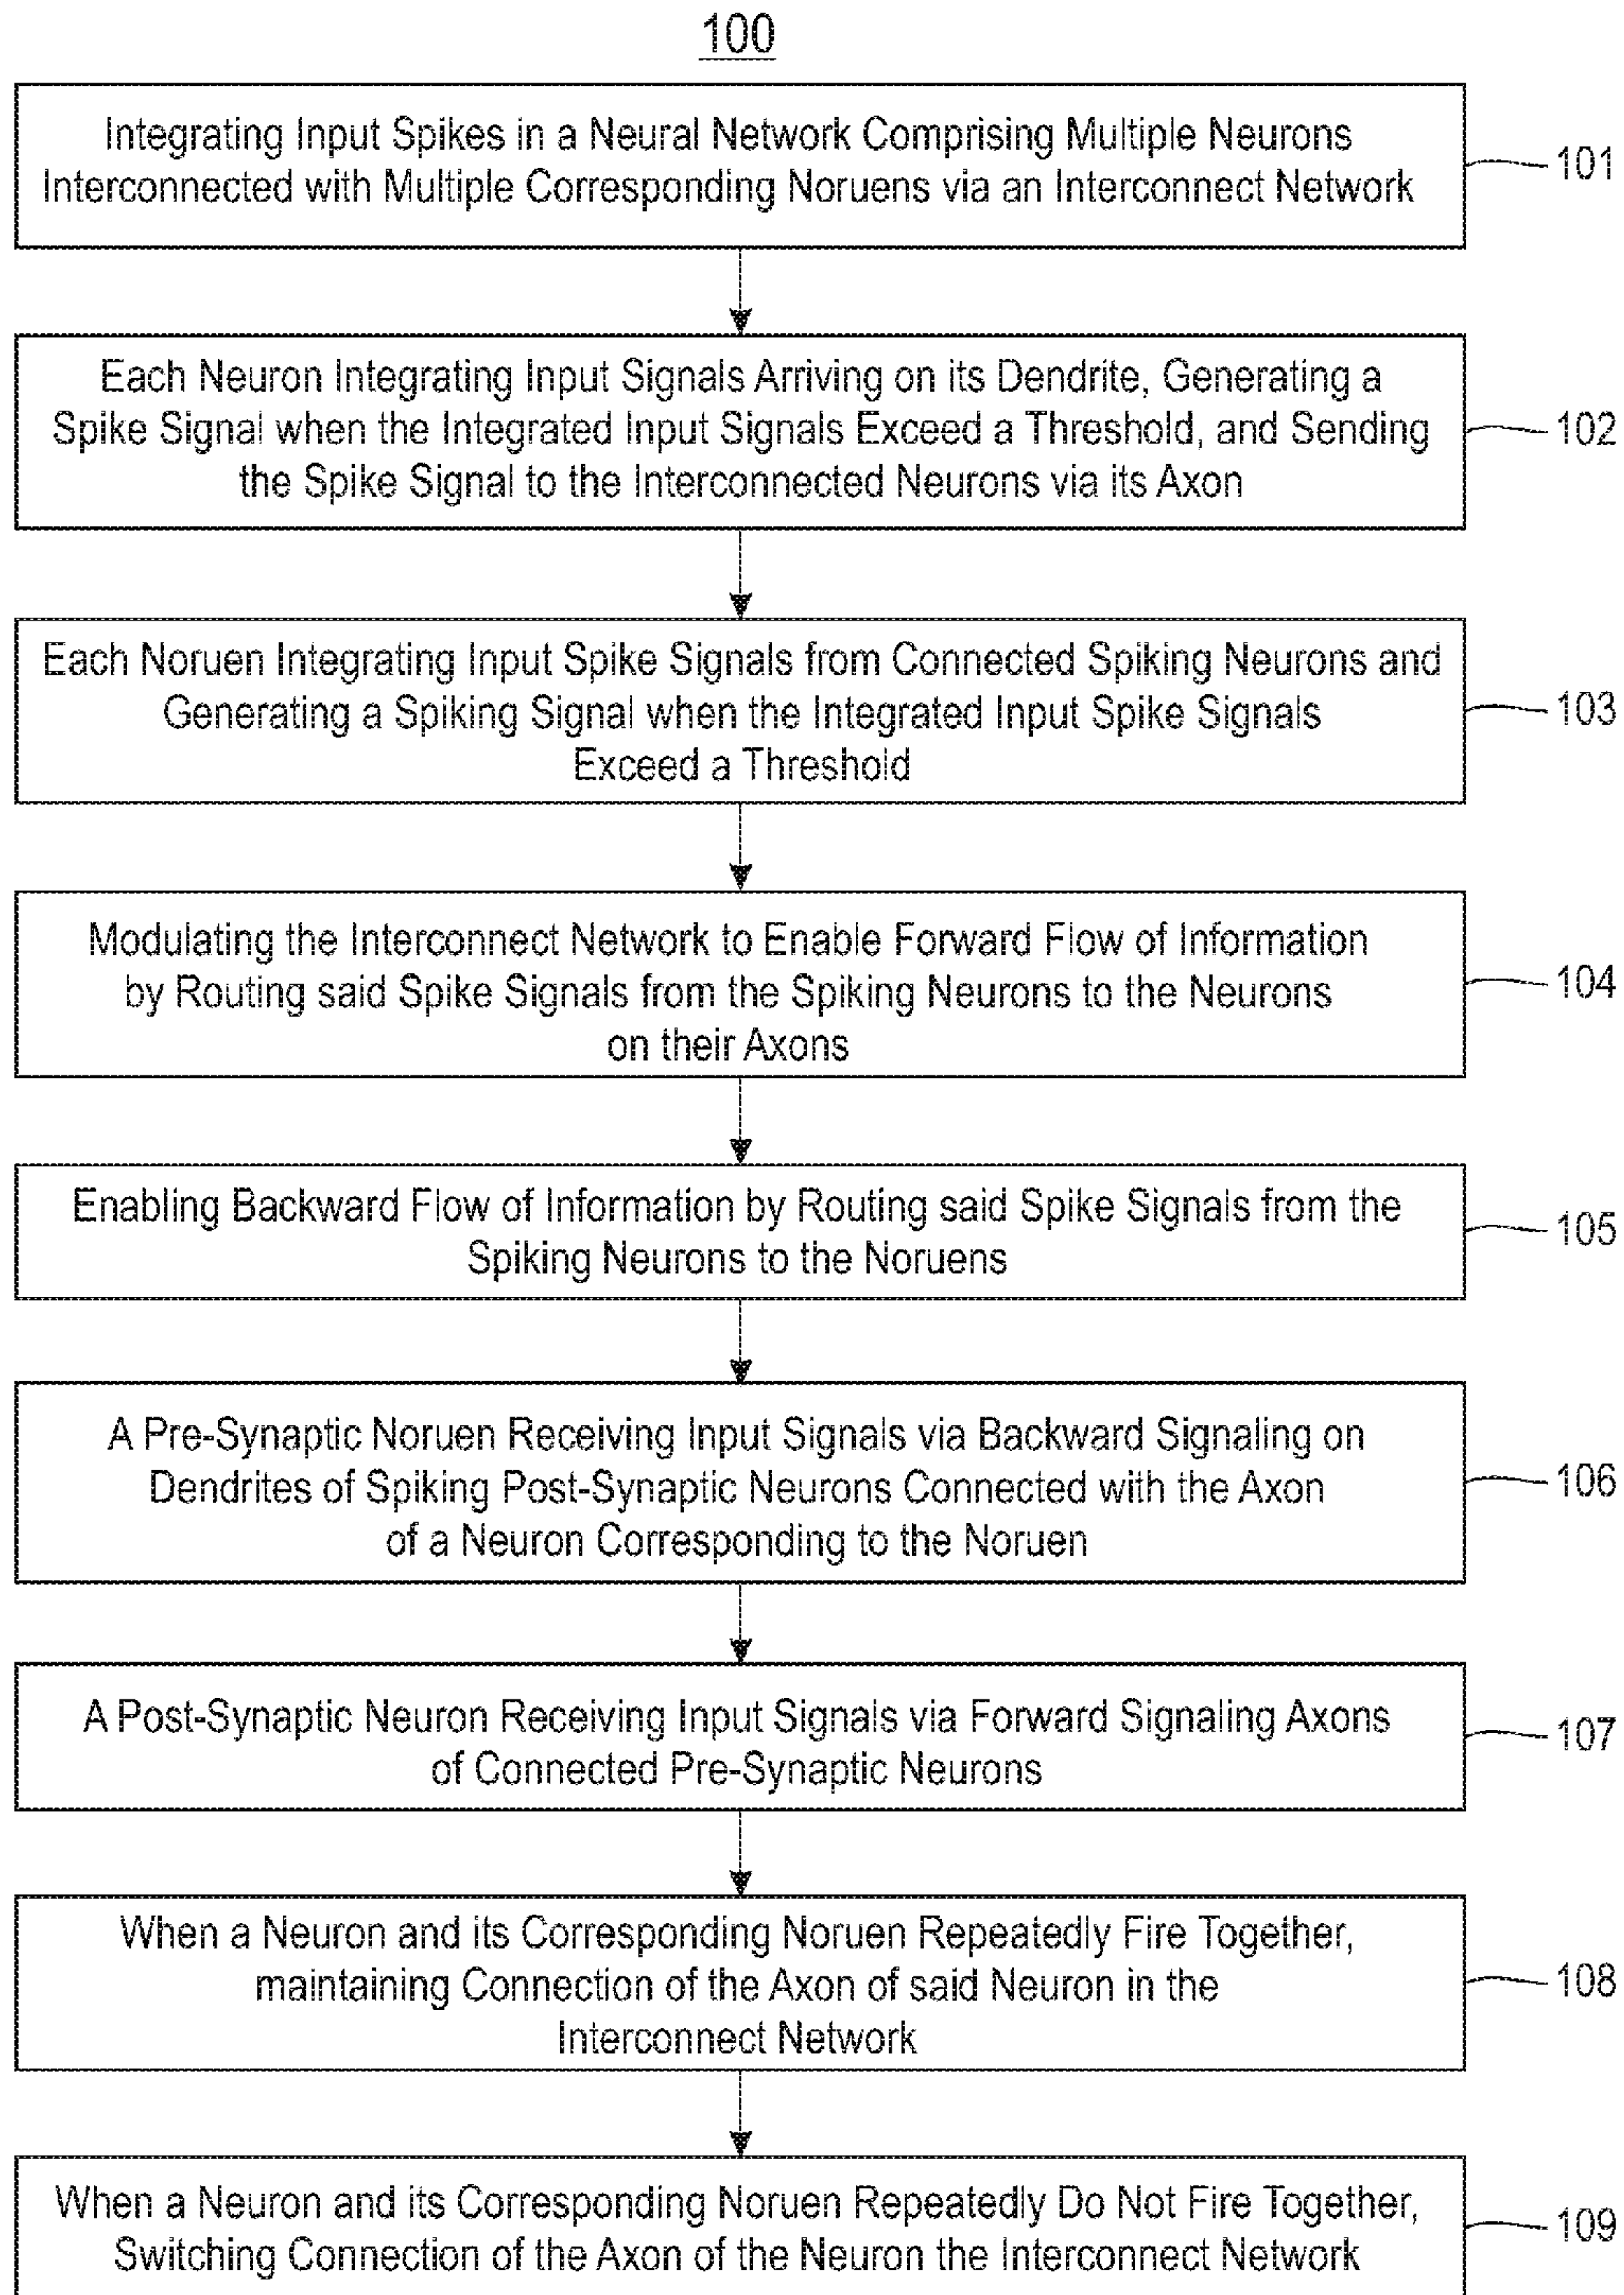 100
Integrating Input Spikes in a Neural Network Comprising Multiple Neurons
Interconnected with Multiple Corresponding Noruens via an Interconnect Network
101
Each Neuron Integrating Input Signals Arriving on its Dendrite, Generating a
Spike Signal when the Integrated Input Signals Exceed a Threshold, and Sending
the Spike Signal to the Interconnected Neurons via its Axon
102
Each Noruen Integrating Input Spike Signals from Connected Spiking Neurons and
Generating a Spiking Signal when the Integrated Input Spike Signals
Exceed a Threshold
103
Modulating the Interconnect Network to Enable Forward Flow of Information
by Routing said Spike Signals from the Spiking Neurons to the Neurons
on their Axons
104
Enabling Backward Flow of Information by Routing said Spike Signals from the
Spiking Neurons to the Noruens
105
A Pre-Synaptic Noruen Receiving Input Signals via Backward Signaling on
Dendrites of Spiking Post-Synaptic Neurons Connected with the Axon
of a Neuron Corresponding to the Noruen
106
A Post-Synaptic Neuron Receiving Input Signals via Forward Signaling Axons
of Connected Pre-Synaptic Neurons
107
When a Neuron and its Corresponding Noruen Repeatedly Fire Together,
maintaining Connection of the Axon of said Neuron in the
Interconnect Network
108
When a Neuron and its Corresponding Noruen Repeatedly Do Not Fire Together,
Switching Connection of the Axon of the Neuron the Interconnect Network
109